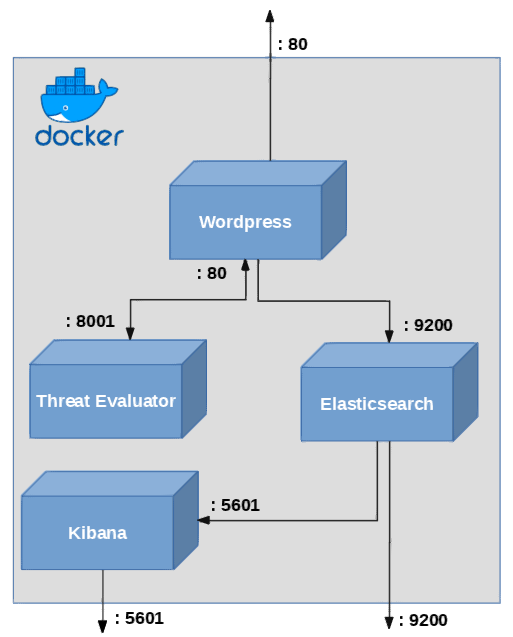 : 80
docker
Wordpress
: 80
: 8001
: 9200
Threat Evaluator
Elasticsearch
: 5601
Kibana
: 5601
: 9200